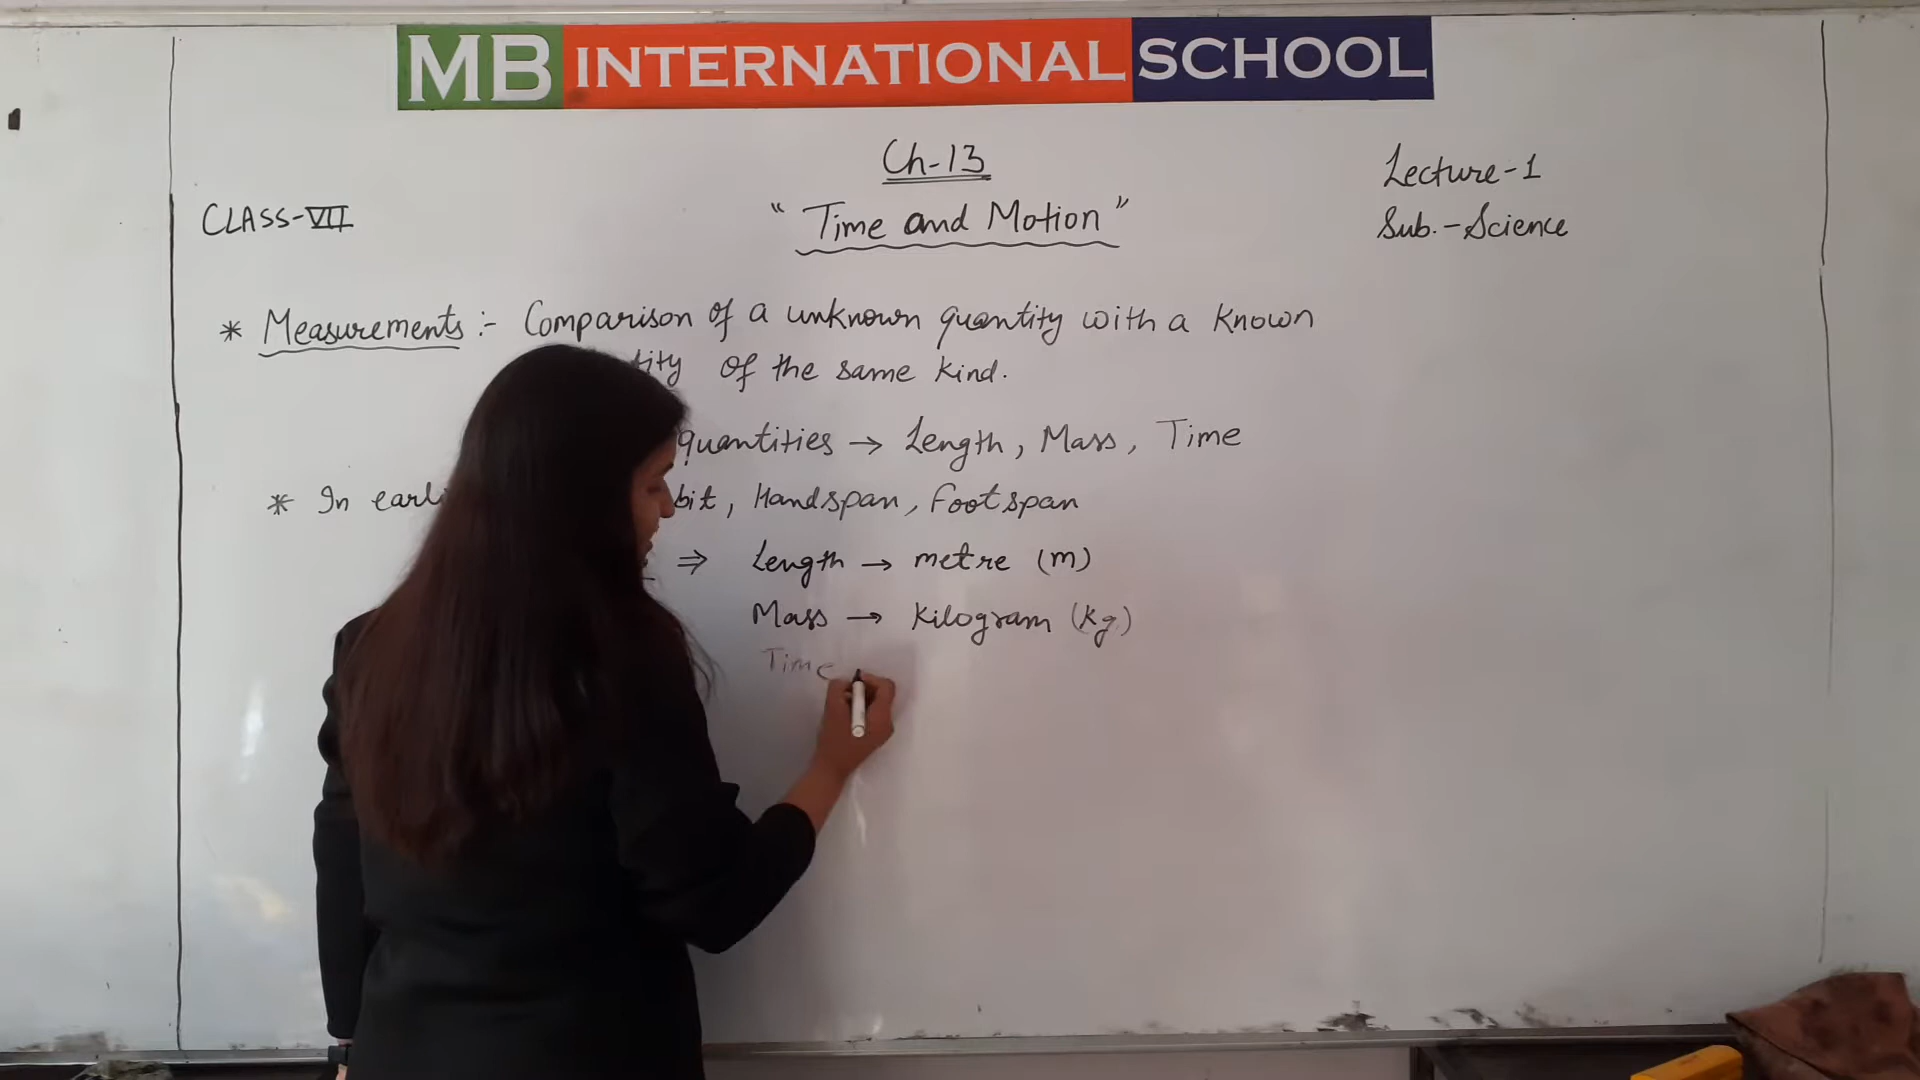 MB INTERNATIONAL SCHOOL
Ch-13
Lecture-1
CLASS-VII
" Time and Motion "
Sub.-Science
* Measurements :- Comparison of a unknown quantity with a known
of the same kind.
quantities → Length, Mass, Time
* In earli bit, Handspan, Footspan
⇒ Length → metre (m)
Mass → Kilogram (Kg)
Time